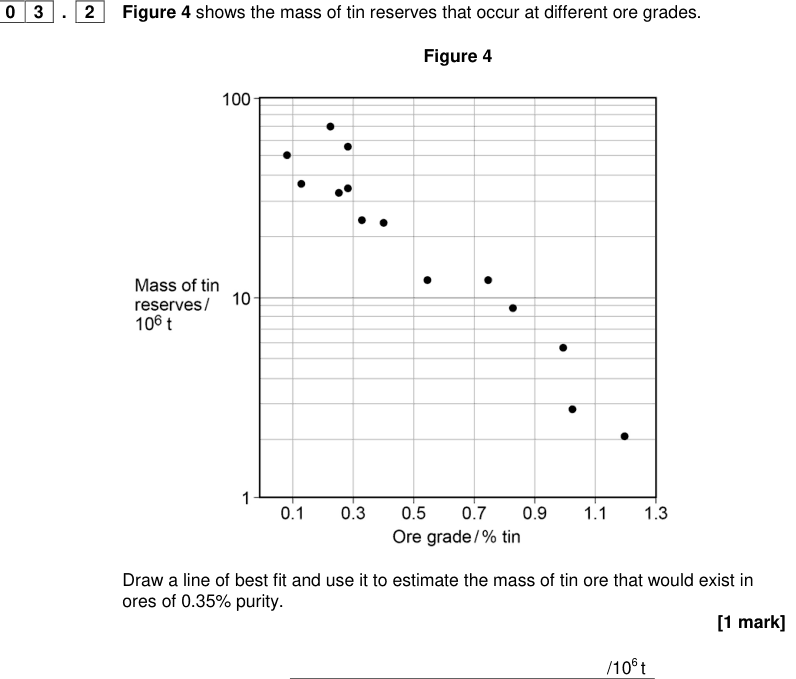 0 3 . 2 Figure 4 shows the mass of tin reserves that occur at different ore grades.
Figure 4
100
Mass of tin
reserves / 10
10⁶ t
1
0.1 0.3 0.5 0.7 0.9 1.1 1.3
Ore grade / % tin
Draw a line of best fit and use it to estimate the mass of tin ore that would exist in
ores of 0.35% purity.
[1 mark]
/10⁶ t